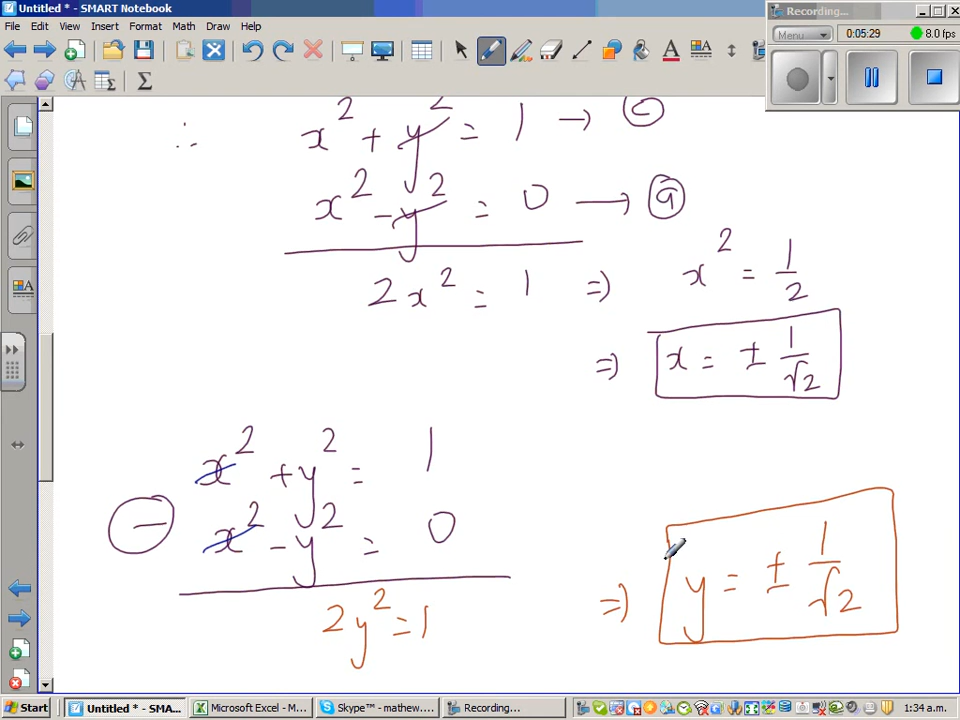 Untitled * - SMART Notebook
Recording...
File Edit View Insert Format Math Draw Help
Menu 0:05:29 8.0 fps
∴ x² + y² = 1 → ⓒ
x² - y² = 0 → ⓐ
2x² = 1 ⇒ x² = 1/2
⇒ x = ± 1/√2
x² + y² = 1
⊖ x² - y² = 0
2y² = 1 ⇒ y = ± 1/√2
Start Untitled * - SMART ... Microsoft Excel - M... Skype™ - mathew.... Recording... 1:34 a.m.